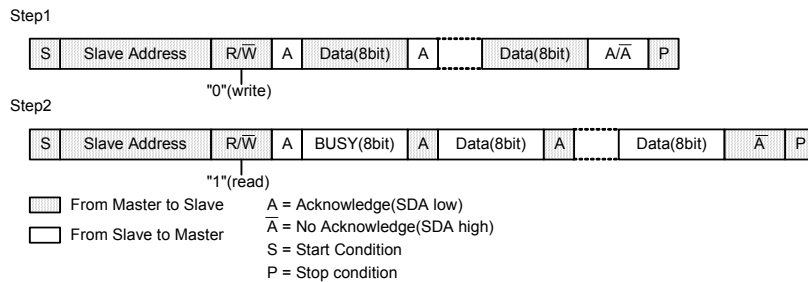 Step1
S Slave Address R/W̅ A Data(8bit) A Data(8bit) A/A̅ P
"0"(write)
Step2
S Slave Address R/W̅ A BUSY(8bit) A Data(8bit) A Data(8bit) A̅ P
"1"(read)
From Master to Slave A = Acknowledge(SDA low)
A̅ = No Acknowledge(SDA high)
From Slave to Master
S = Start Condition
P = Stop condition